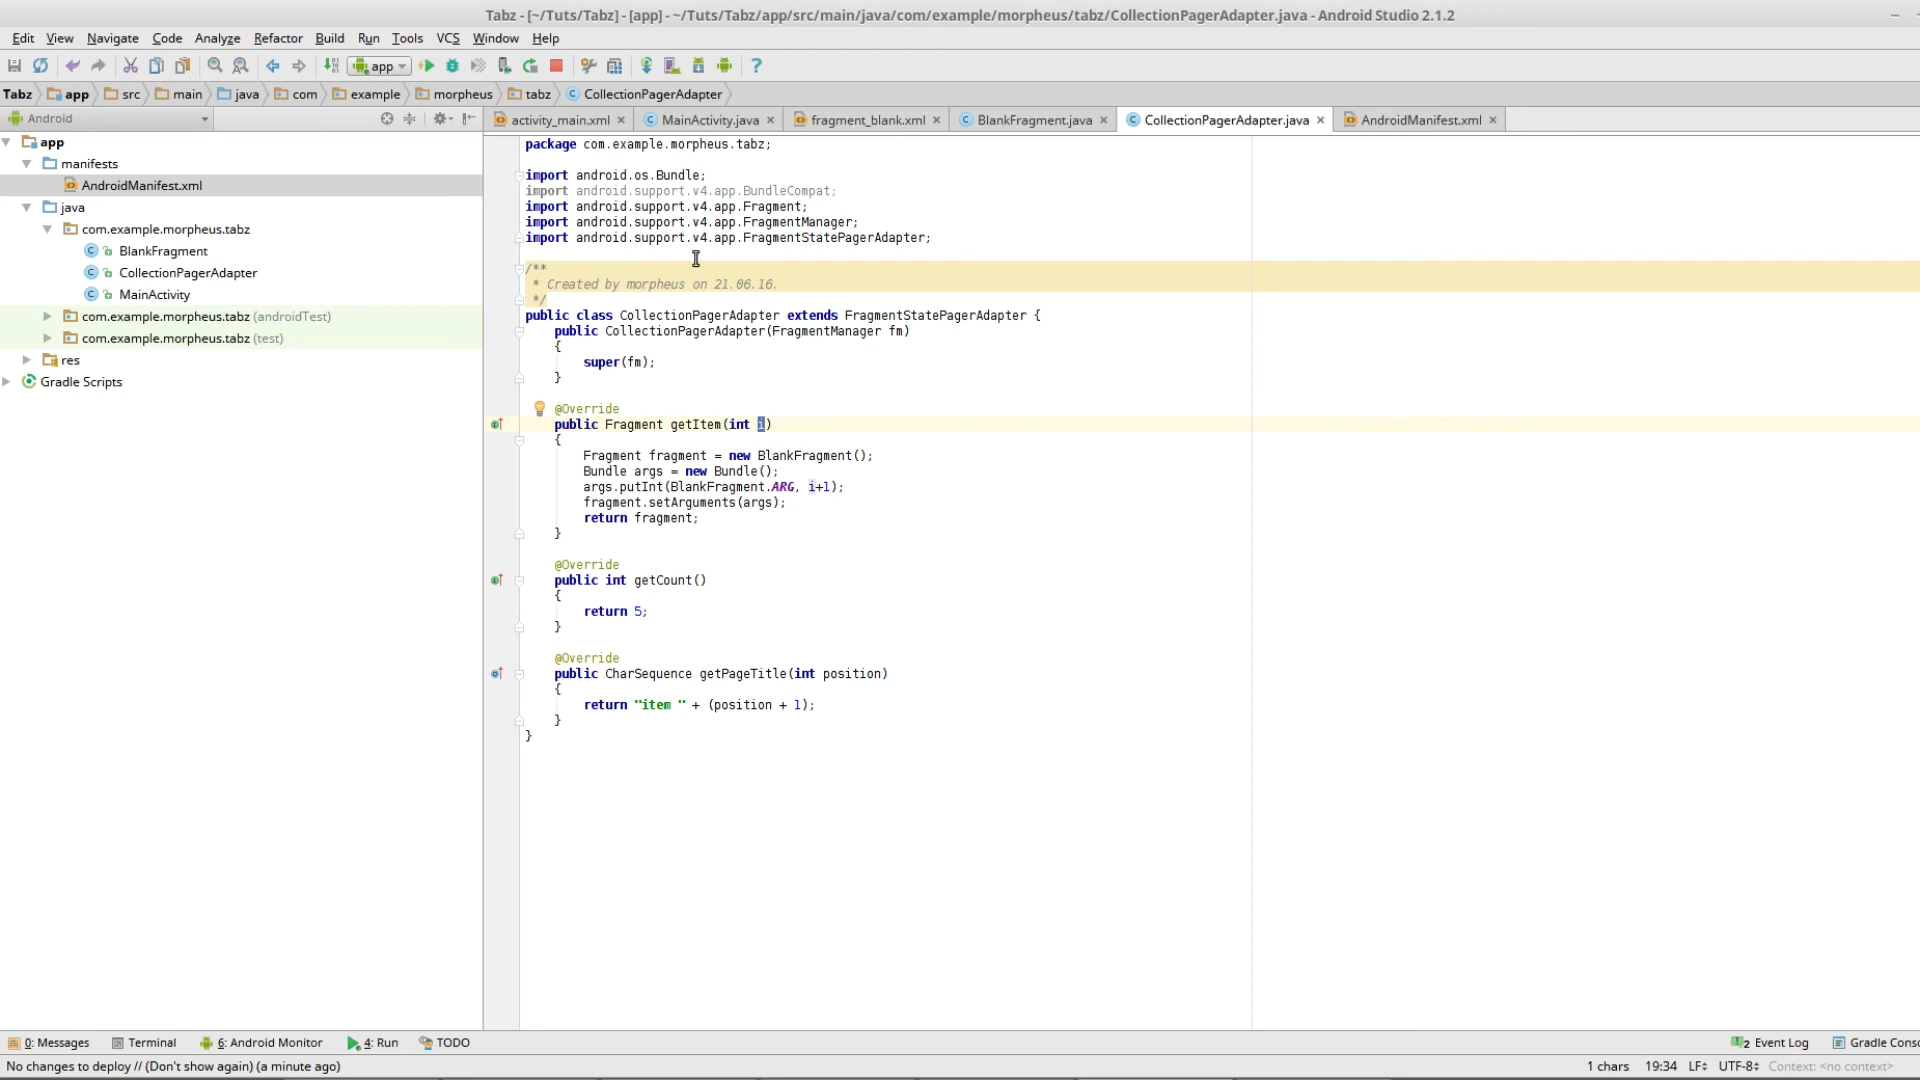 Tabz - [~/Tuts/Tabz] - [app] - ~/Tuts/Tabz/app/src/main/java/com/example/morpheus/tabz/CollectionPagerAdapter.java - Android Studio 2.1.2
Edit View Navigate Code Analyze Refactor Build Run Tools VCS Window Help
app
Tabz app src main java com example morpheus tabz CollectionPagerAdapter
Android
activity_main.xml MainActivity.java fragment_blank.xml BlankFragment.java CollectionPagerAdapter.java AndroidManifest.xml
app
manifests
AndroidManifest.xml
java
com.example.morpheus.tabz
BlankFragment
CollectionPagerAdapter
MainActivity
com.example.morpheus.tabz (androidTest)
com.example.morpheus.tabz (test)
res
Gradle Scripts
package com.example.morpheus.tabz;
import android.os.Bundle;
import android.support.v4.app.BundleCompat;
import android.support.v4.app.Fragment;
import android.support.v4.app.FragmentManager;
import android.support.v4.app.FragmentStatePagerAdapter;
/**
* Created by morpheus on 21.06.16.
*/
public class CollectionPagerAdapter extends FragmentStatePagerAdapter {
public CollectionPagerAdapter(FragmentManager fm)
{
super(fm);
}
@Override
public Fragment getItem(int i)
{
Fragment fragment = new BlankFragment();
Bundle args = new Bundle();
args.putInt(BlankFragment.ARG, i+1);
fragment.setArguments(args);
return fragment;
}
@Override
public int getCount()
{
return 5;
}
@Override
public CharSequence getPageTitle(int position)
{
return "item " + (position + 1);
}
}
0: Messages Terminal 6: Android Monitor 4: Run TODO 2 Event Log Gradle Conso
No changes to deploy // (Don't show again) (a minute ago) 1 chars 19:34 LF÷ UTF-8÷ Context: <no context>